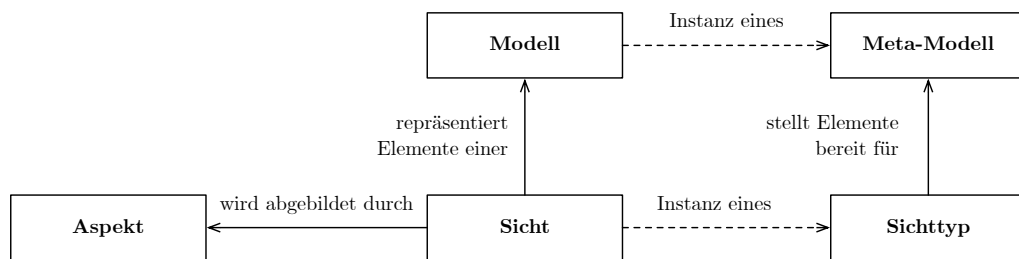 Modell
Instanz eines
Meta-Modell
repräsentiert
Elemente einer
stellt Elemente
bereit für
Aspekt
wird abgebildet durch
Sicht
Instanz eines
Sichttyp